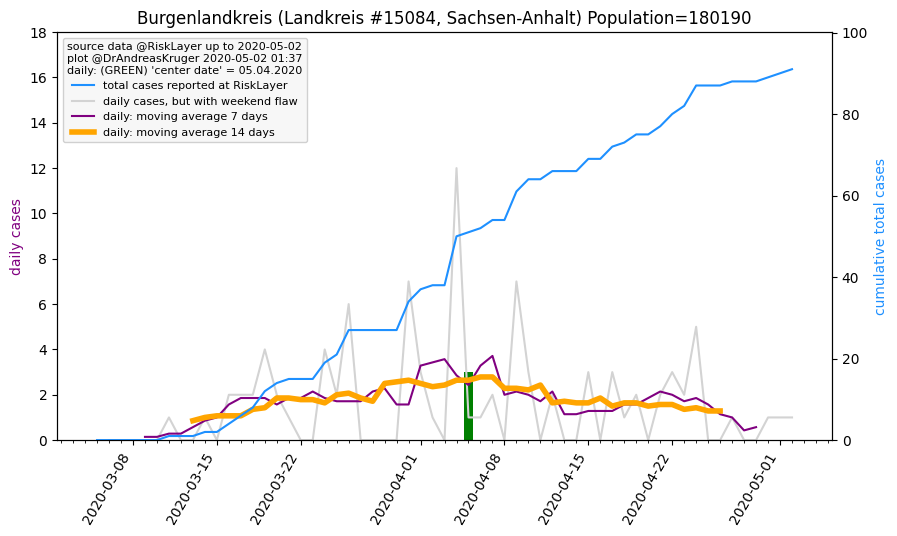 Burgenlandkreis (Landkreis #15084, Sachsen-Anhalt) Population=180190
source data @RiskLayer up to 2020-05-02
plot @DrAndreasKruger 2020-05-02 01:37
daily: (GREEN) 'center date' = 05.04.2020
total cases reported at RiskLayer
daily cases, but with weekend flaw
daily: moving average 7 days
daily: moving average 14 days
daily cases
18
16
14
12
10
8
6
4
2
0
100
80
60
40
20
0
cumulative total cases
2020-03-08
2020-03-15
2020-03-22
2020-04-01
2020-04-08
2020-04-15
2020-04-22
2020-05-01